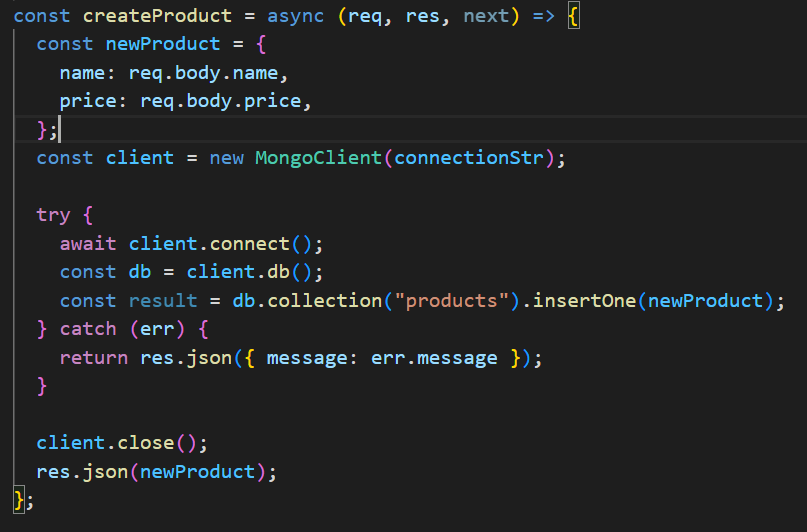 const createProduct = async (req, res, next) => {
  const newProduct = {
    name: req.body.name,
    price: req.body.price,
  };
  const client = new MongoClient(connectionStr);

  try {
    await client.connect();
    const db = client.db();
    const result = db.collection("products").insertOne(newProduct);
  } catch (err) {
    return res.json({ message: err.message });
  }

  client.close();
  res.json(newProduct);
};